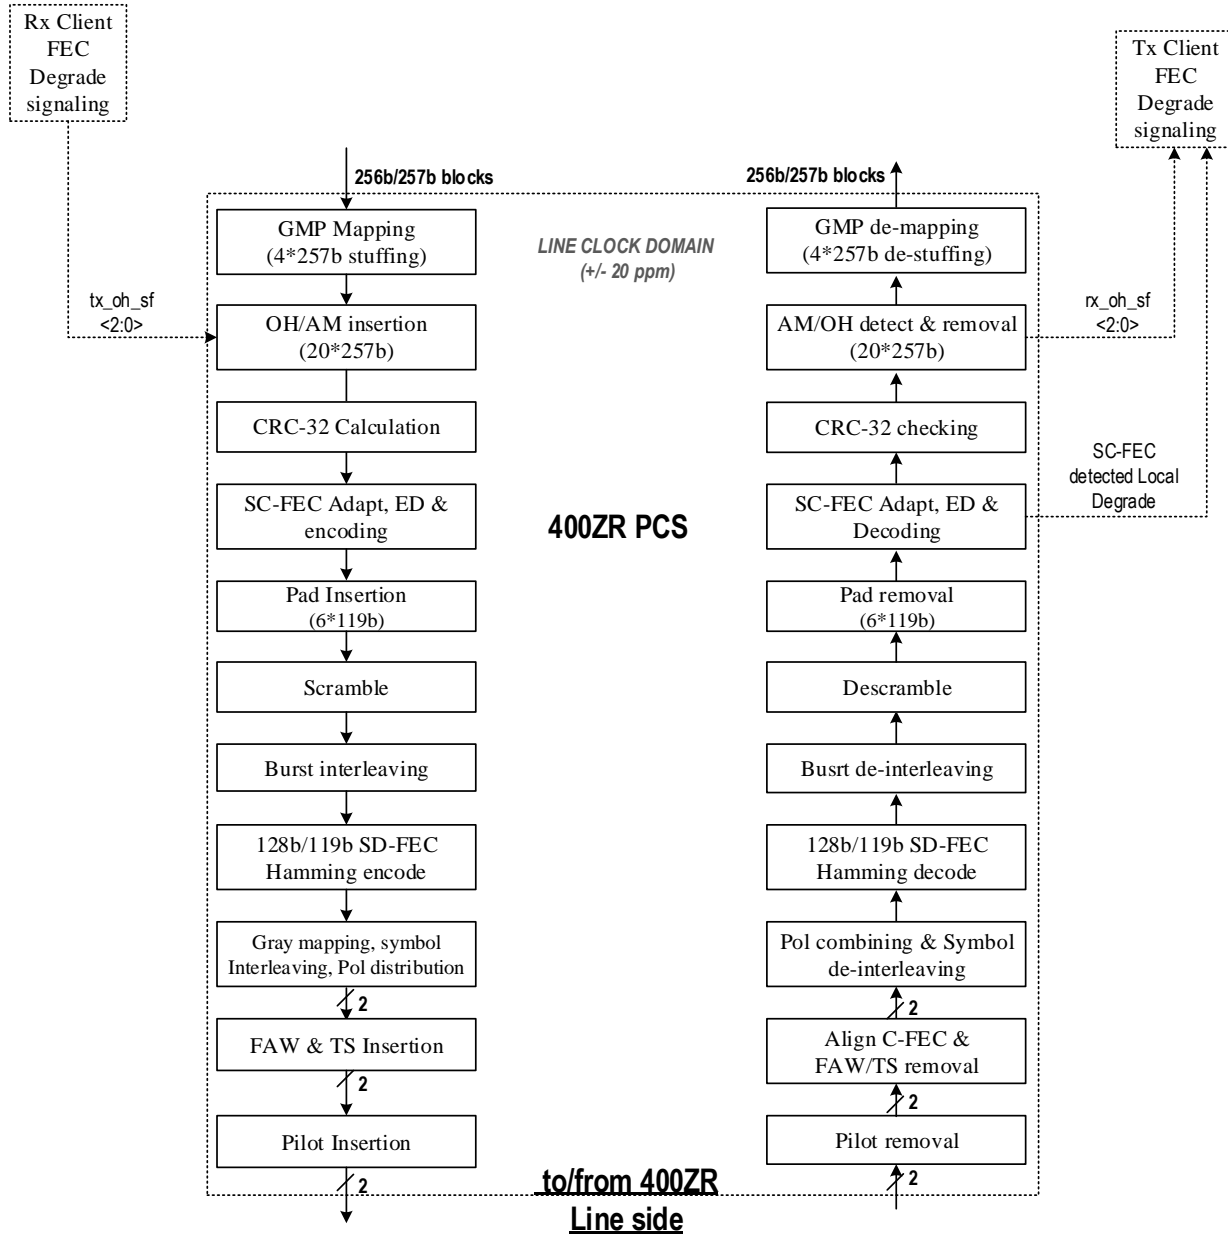 Rx Client
FEC
Degrade
signaling
Tx Client
FEC
Degrade
signaling
256b/257b blocks
256b/257b blocks
GMP Mapping
(4*257b stuffing)
LINE CLOCK DOMAIN
(+/- 20 ppm)
GMP de-mapping
(4*257b de-stuffing)
tx_oh_sf
<2:0>
OH/AM insertion
(20*257b)
AM/OH detect & removal
(20*257b)
rx_oh_sf
<2:0>
CRC-32 Calculation
CRC-32 checking
SC-FEC
detected Local
Degrade
SC-FEC Adapt, ED &
encoding
400ZR PCS
SC-FEC Adapt, ED &
Decoding
Pad Insertion
(6*119b)
Pad removal
(6*119b)
Scramble
Descramble
Burst interleaving
Busrt de-interleaving
128b/119b SD-FEC
Hamming encode
128b/119b SD-FEC
Hamming decode
Gray mapping, symbol
Interleaving, Pol distribution
Pol combining & Symbol
de-interleaving
2
2
FAW & TS Insertion
Align C-FEC &
FAW/TS removal
2
2
Pilot Insertion
Pilot removal
2
2
to/from 400ZR
Line side